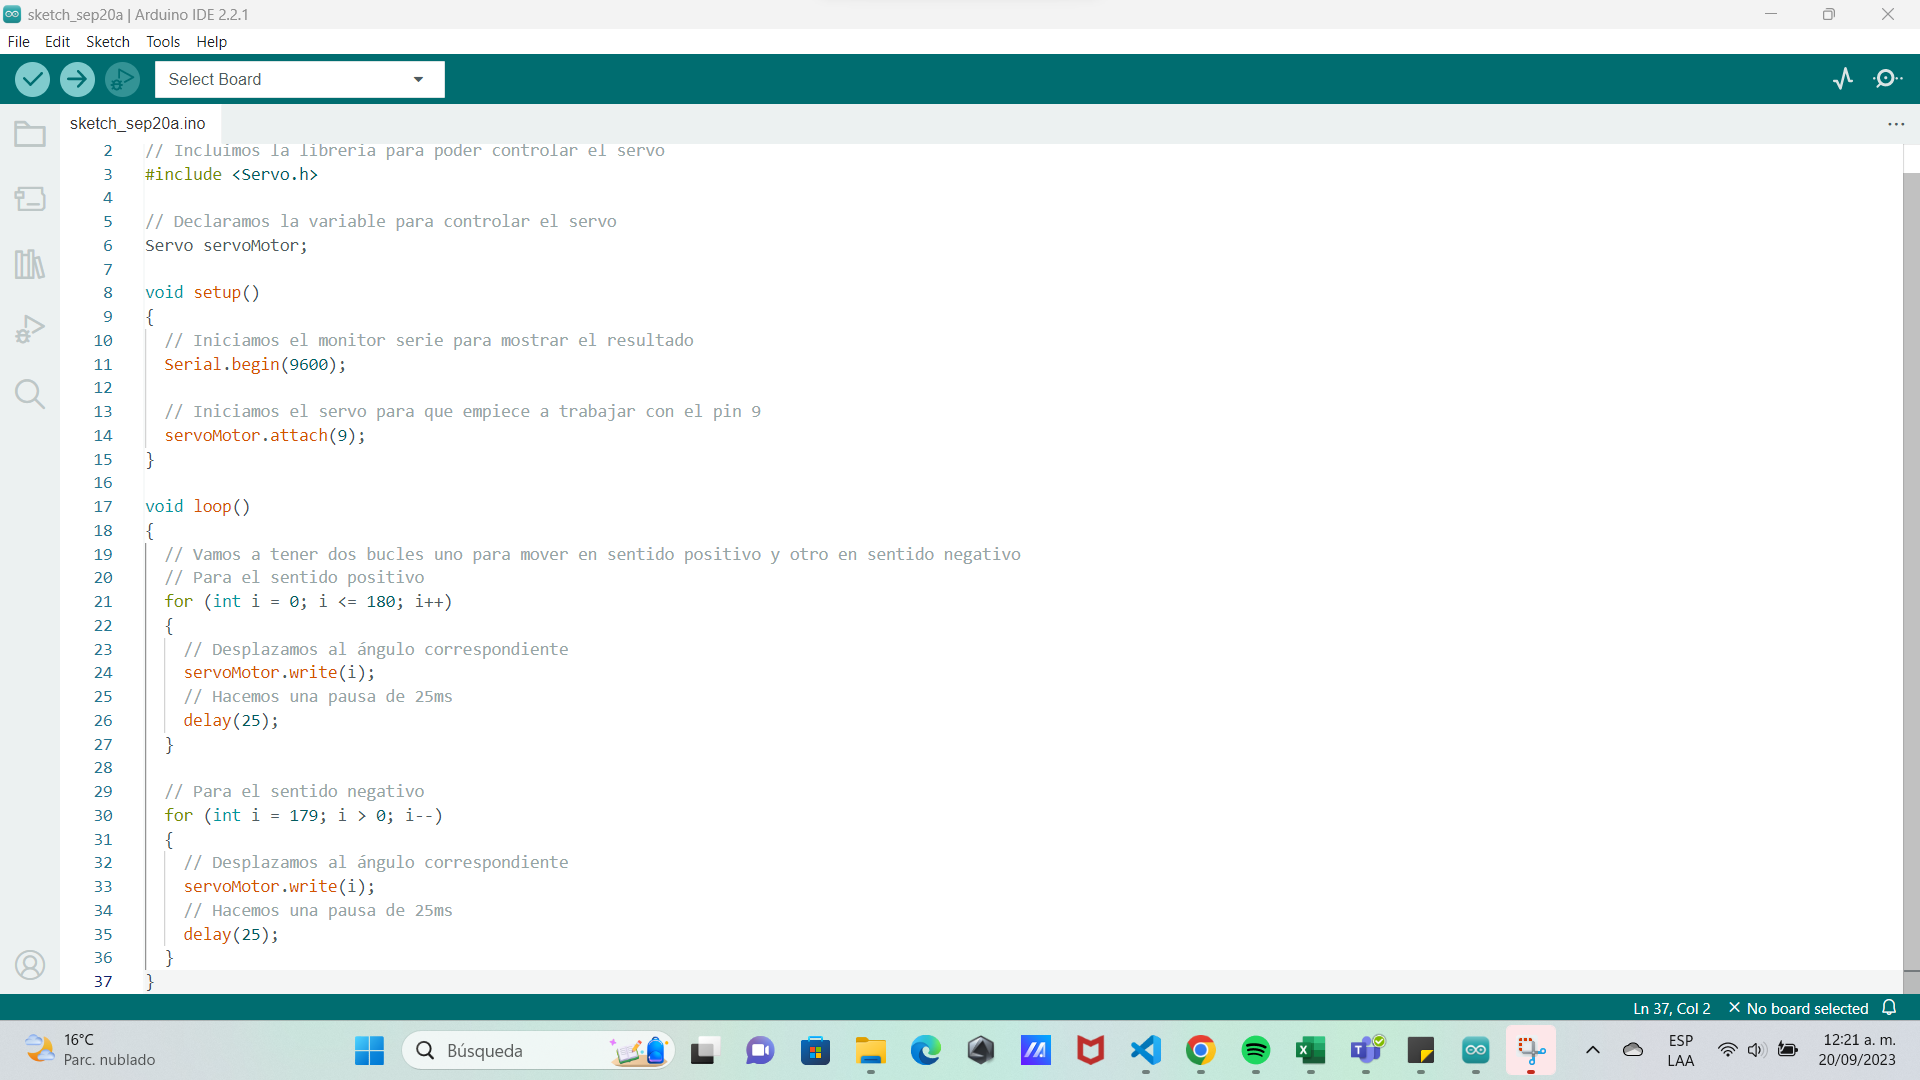 sketch_sep20a | Arduino IDE 2.2.1
File Edit Sketch Tools Help
Select Board
sketch_sep20a.ino
2 // Incluimos la librería para poder controlar el servo
3 #include <Servo.h>
4
5 // Declaramos la variable para controlar el servo
6 Servo servoMotor;
7
8 void setup()
9 {
10 // Iniciamos el monitor serie para mostrar el resultado
11 Serial.begin(9600);
12
13 // Iniciamos el servo para que empiece a trabajar con el pin 9
14 servoMotor.attach(9);
15 }
16
17 void loop()
18 {
19 // Vamos a tener dos bucles uno para mover en sentido positivo y otro en sentido negativo
20 // Para el sentido positivo
21 for (int i = 0; i <= 180; i++)
22 {
23 // Desplazamos al ángulo correspondiente
24 servoMotor.write(i);
25 // Hacemos una pausa de 25ms
26 delay(25);
27 }
28
29 // Para el sentido negativo
30 for (int i = 179; i > 0; i--)
31 {
32 // Desplazamos al ángulo correspondiente
33 servoMotor.write(i);
34 // Hacemos una pausa de 25ms
35 delay(25);
36 }
37 }
Ln 37, Col 2 No board selected
16°C
Parc. nublado
Búsqueda
ESP
LAA
12:21 a. m.
20/09/2023